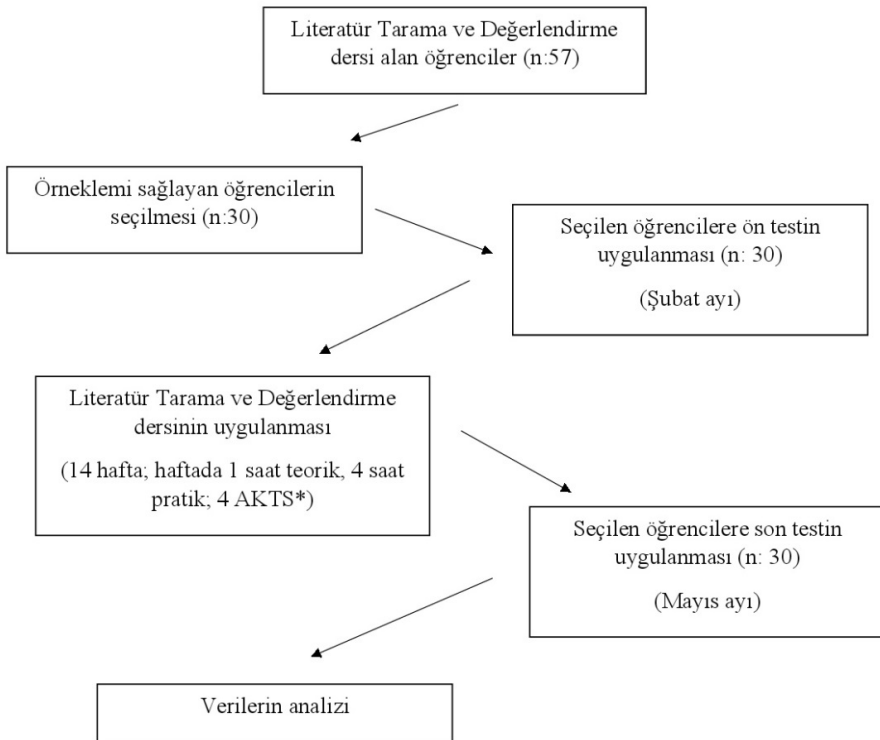 Literatür Tarama ve Değerlendirme
dersi alan öğrenciler (n:57)
Örneklemi sağlayan öğrencilerin
seçilmesi (n:30)
Seçilen öğrencilere ön testin
uygulanması (n: 30)
(Şubat ayı)
Literatür Tarama ve Değerlendirme
dersinin uygulanması
(14 hafta; haftada 1 saat teorik, 4 saat
pratik; 4 AKTS*)
Seçilen öğrencilere son testin
uygulanması (n: 30)
(Mayıs ayı)
Verilerin analizi